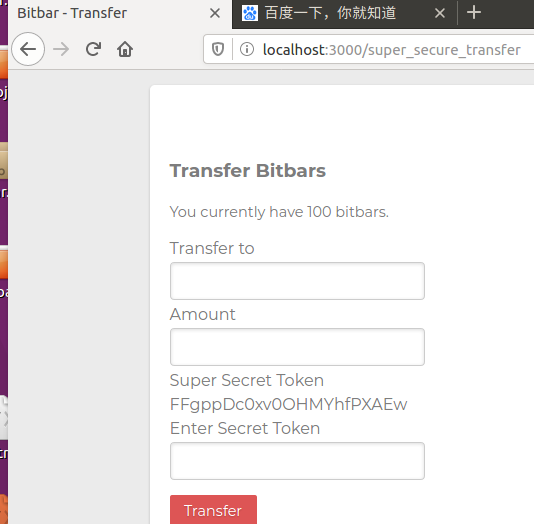 Bitbar - Transfer
百度一下，你就知道
localhost:3000/super_secure_transfer
Transfer Bitbars
You currently have 100 bitbars.
Transfer to
Amount
Super Secret Token
FFgppDc0xv0OHMYhfPXAEw
Enter Secret Token
Transfer